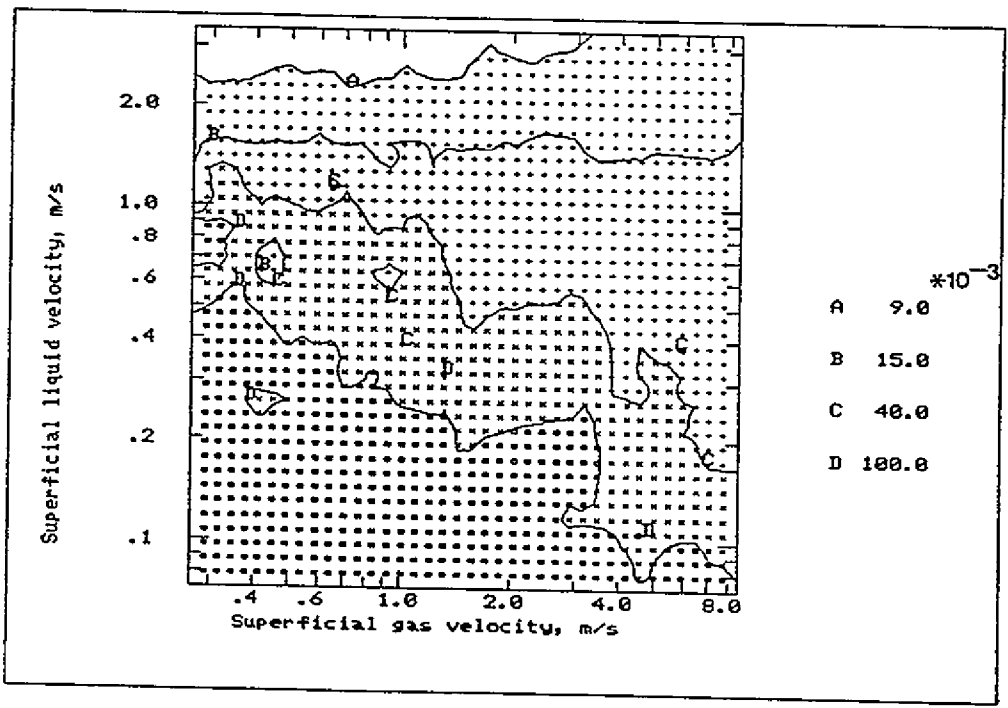 2.0
1.0
.8
.6
.4
.2
.1
Superficial liquid velocity, m/s
.4 .6 1.0 2.0 4.0 8.0
Superficial gas velocity, m/s
*10⁻³
A 9.0
B 15.0
C 40.0
D 100.0
A
B
D
B
D
C
D
C
C